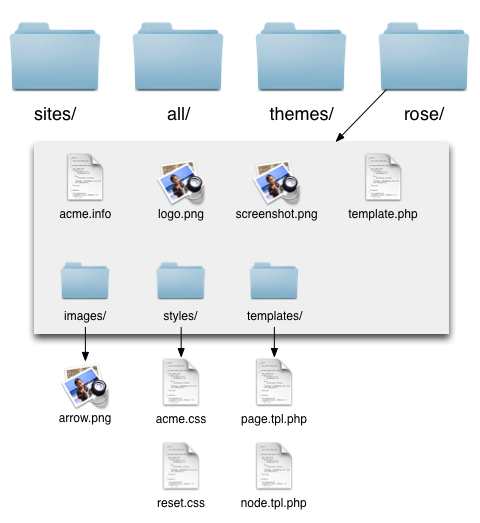 sites/ all/ themes/ rose/
acme.info logo.png screenshot.png template.php
images/ styles/ templates/
arrow.png acme.css page.tpl.php
reset.css node.tpl.php